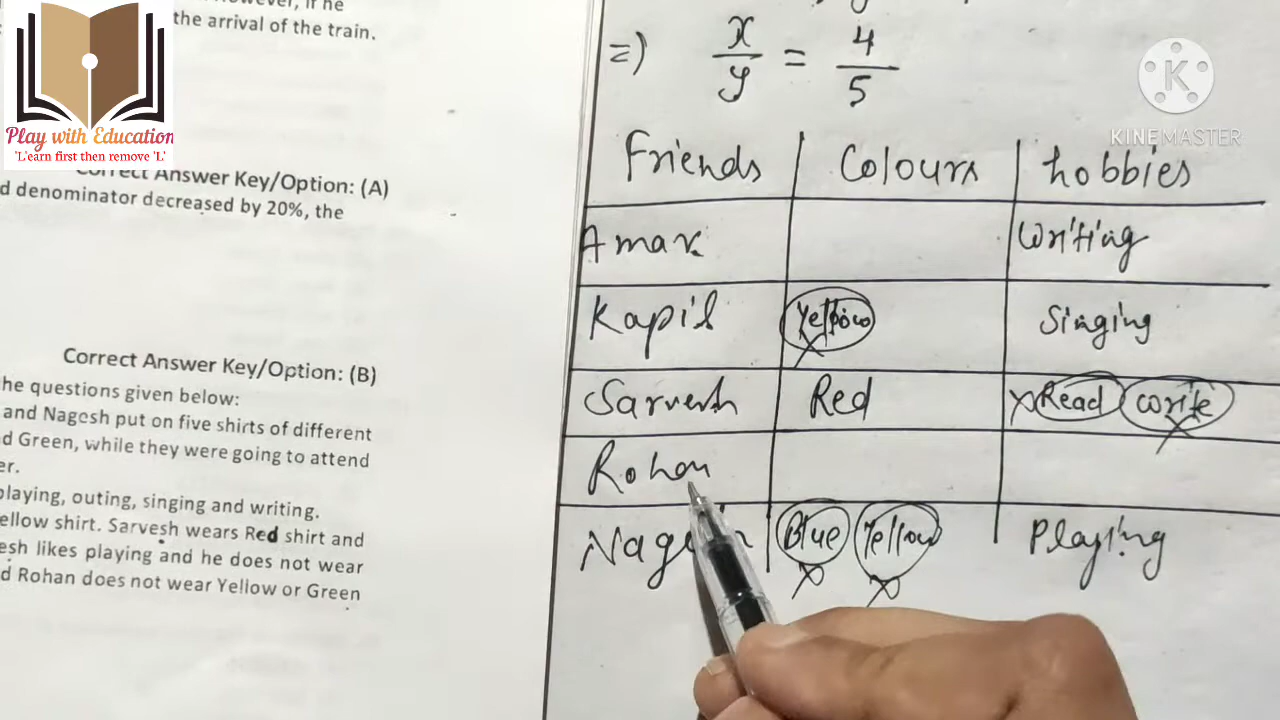 owever, if he
the arrival of the train.
Play with Education
'L'earn first then remove 'L'
Correct Answer Key/Option: (A)
d denominator decreased by 20%, the
Correct Answer Key/Option: (B)
he questions given below:
and Nagesh put on five shirts of different
d Green, while they were going to attend
er.
playing, outing, singing and writing.
ellow shirt. Sarvesh wears Red shirt and
esh likes playing and he does not wear
d Rohan does not wear Yellow or Green
K
KINEMASTER
=) x/y = 4/5
Friends Colours hobbies
Amar Writing
Kapil Yellow Singing
Sarvesh Red Read write
Rohan
Blue Yellow Playing